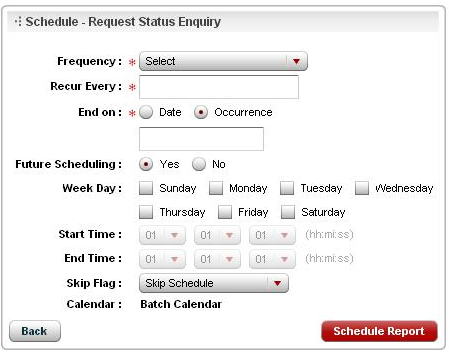 Schedule - Request Status Enquiry
Frequency : * Select
Recur Every : *
End on : * Date Occurrence
Future Scheduling : Yes No
Week Day : Sunday Monday Tuesday Wednesday
Thursday Friday Saturday
Start Time : 01 01 01 (hh:mi:ss)
End Time : 01 01 01 (hh:mi:ss)
Skip Flag : Skip Schedule
Calendar : Batch Calendar
Back Schedule Report